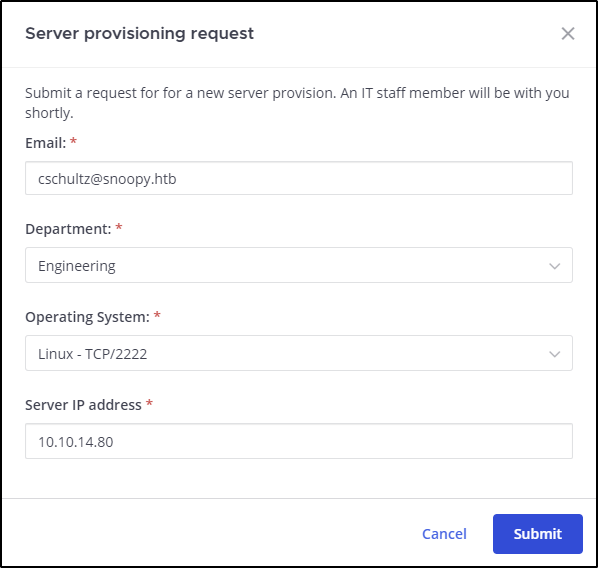 Server provisioning request
Submit a request for for a new server provision. An IT staff member will be with you
shortly.
Email: *
cschultz@snoopy.htb
Department: *
Engineering
Operating System: *
Linux - TCP/2222
Server IP address *
10.10.14.80
Cancel
Submit